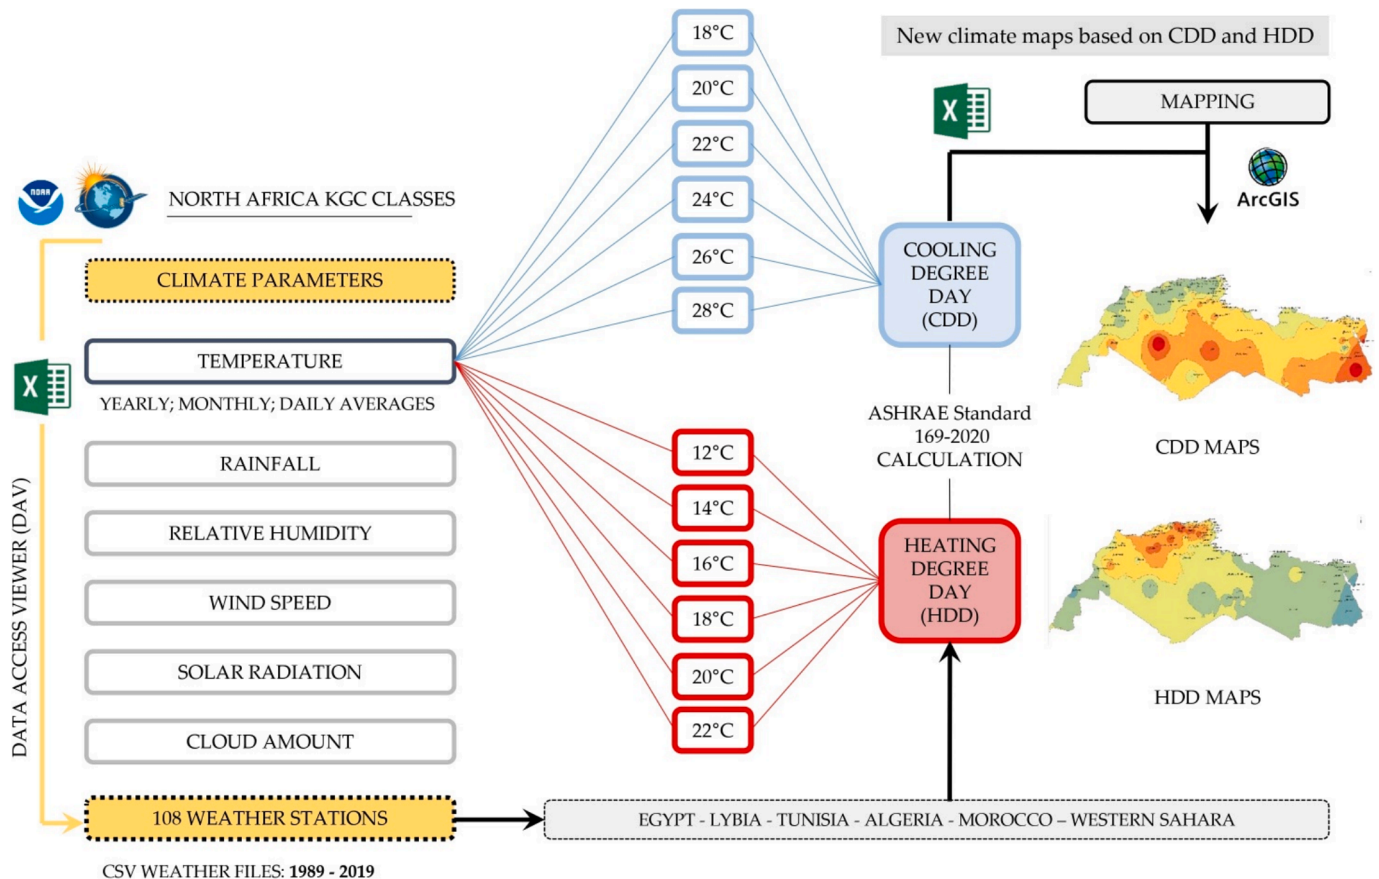 NOAA
NORTH AFRICA KGC CLASSES
CLIMATE PARAMETERS
TEMPERATURE
YEARLY; MONTHLY; DAILY AVERAGES
RAINFALL
RELATIVE HUMIDITY
WIND SPEED
SOLAR RADIATION
CLOUD AMOUNT
108 WEATHER STATIONS
CSV WEATHER FILES: 1989 - 2019
DATA ACCESS VIEWER (DAV)
X
18°C
20°C
22°C
24°C
26°C
28°C
12°C
14°C
16°C
18°C
20°C
22°C
EGYPT - LYBIA - TUNISIA - ALGERIA - MOROCCO – WESTERN SAHARA
New climate maps based on CDD and HDD
X
MAPPING
ArcGIS
COOLING
DEGREE
DAY
(CDD)
ASHRAE Standard
169-2020
CALCULATION
HEATING
DEGREE
DAY
(HDD)
CDD MAPS
HDD MAPS